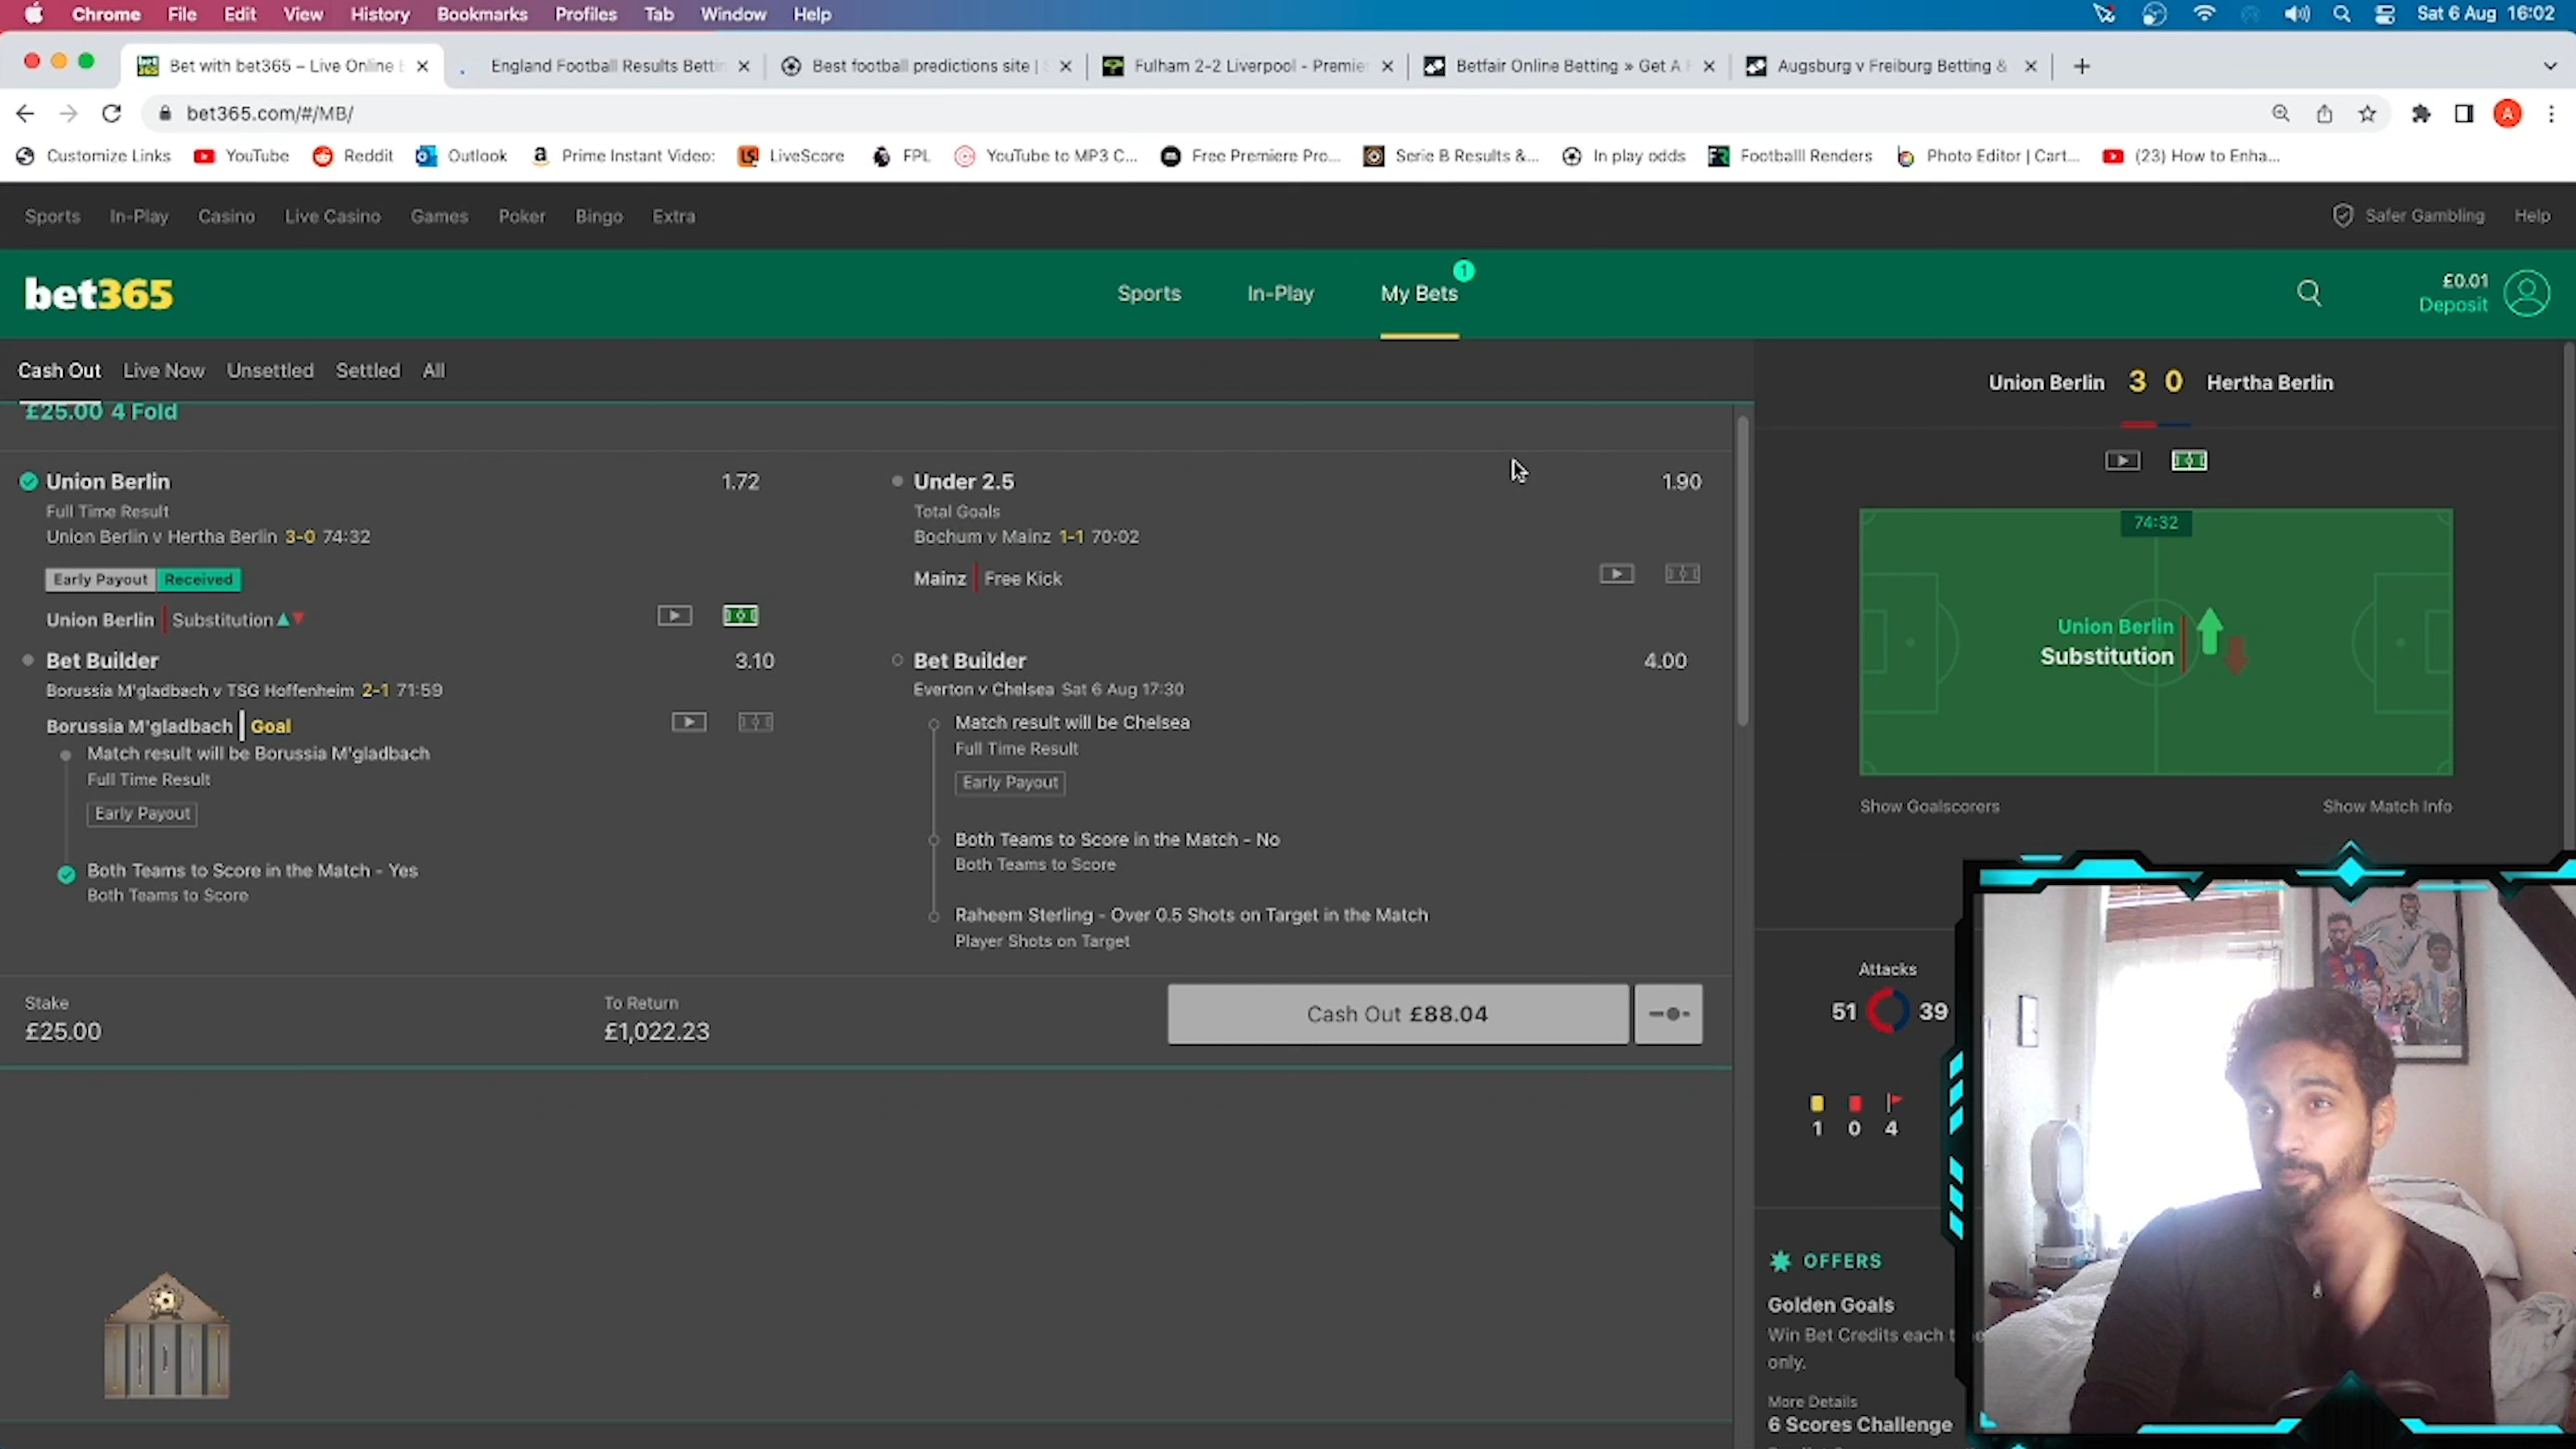 Chrome File Edit View History Bookmarks Profiles Tab Window Help
Sat 6 Aug 16:02
Bet with bet365 – Live Online
England Football Results Bettin
Best football predictions site |
Fulham 2-2 Liverpool - Premie
Betfair Online Betting » Get A
Augsburg v Freiburg Betting &
bet365.com/#/MB/
A
Customize Links YouTube Reddit Outlook Prime Instant Video: LiveScore FPL YouTube to MP3 C... Free Premiere Pro... Serie B Results &... In play odds Footballl Renders Photo Editor | Cart... (23) How to Enha...
Sports In-Play Casino Live Casino Games Poker Bingo Extra
Safer Gambling Help
bet365
Sports In-Play My Bets 1
£0.01
Deposit
Cash Out Live Now Unsettled Settled All
£25.00 4 Fold
Union Berlin 1.72
Full Time Result
Union Berlin v Hertha Berlin 3-0 74:32
Early Payout Received
Union Berlin Substitution
Under 2.5 1.90
Total Goals
Bochum v Mainz 1-1 70:02
Mainz Free Kick
Bet Builder 3.10
Borussia M'gladbach v TSG Hoffenheim 2-1 71:59
Borussia M'gladbach Goal
Match result will be Borussia M'gladbach
Full Time Result
Early Payout
Both Teams to Score in the Match - Yes
Both Teams to Score
Bet Builder 4.00
Everton v Chelsea Sat 6 Aug 17:30
Match result will be Chelsea
Full Time Result
Early Payout
Both Teams to Score in the Match - No
Both Teams to Score
Raheem Sterling - Over 0.5 Shots on Target in the Match
Player Shots on Target
Stake
£25.00
To Return
£1,022.23
Cash Out £88.04
Union Berlin 3 0 Hertha Berlin
74:32
Union Berlin
Substitution
Show Goalscorers Show Match Info
Attacks
51 39
1 0 4
OFFERS
Golden Goals
Win Bet Credits each
only.
More Details
6 Scores Challenge